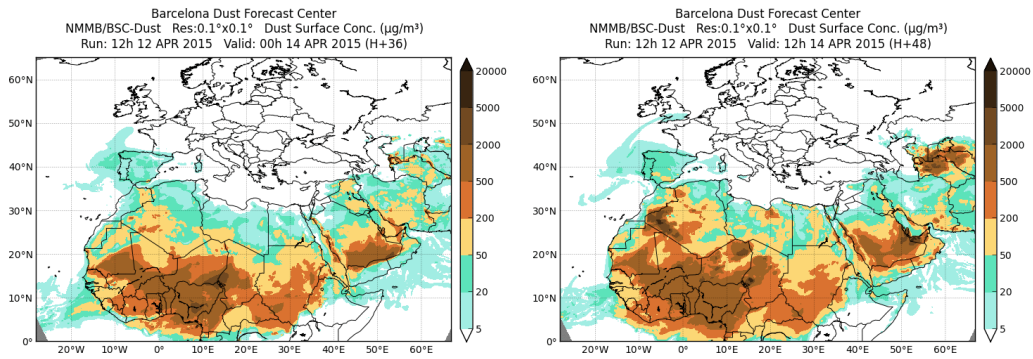 Barcelona Dust Forecast Center
NMMB/BSC-Dust Res:0.1°x0.1° Dust Surface Conc. (µg/m³)
Run: 12h 12 APR 2015 Valid: 00h 14 APR 2015 (H+36)
60°N
50°N
40°N
30°N
20°N
10°N
0°
20°W
10°W
0°
10°E
20°E
30°E
40°E
50°E
60°E
20000
5000
2000
500
200
50
20
5
Barcelona Dust Forecast Center
NMMB/BSC-Dust Res:0.1°x0.1° Dust Surface Conc. (µg/m³)
Run: 12h 12 APR 2015 Valid: 12h 14 APR 2015 (H+48)
60°N
50°N
40°N
30°N
20°N
10°N
0°
20°W
10°W
0°
10°E
20°E
30°E
40°E
50°E
60°E
20000
5000
2000
500
200
50
20
5